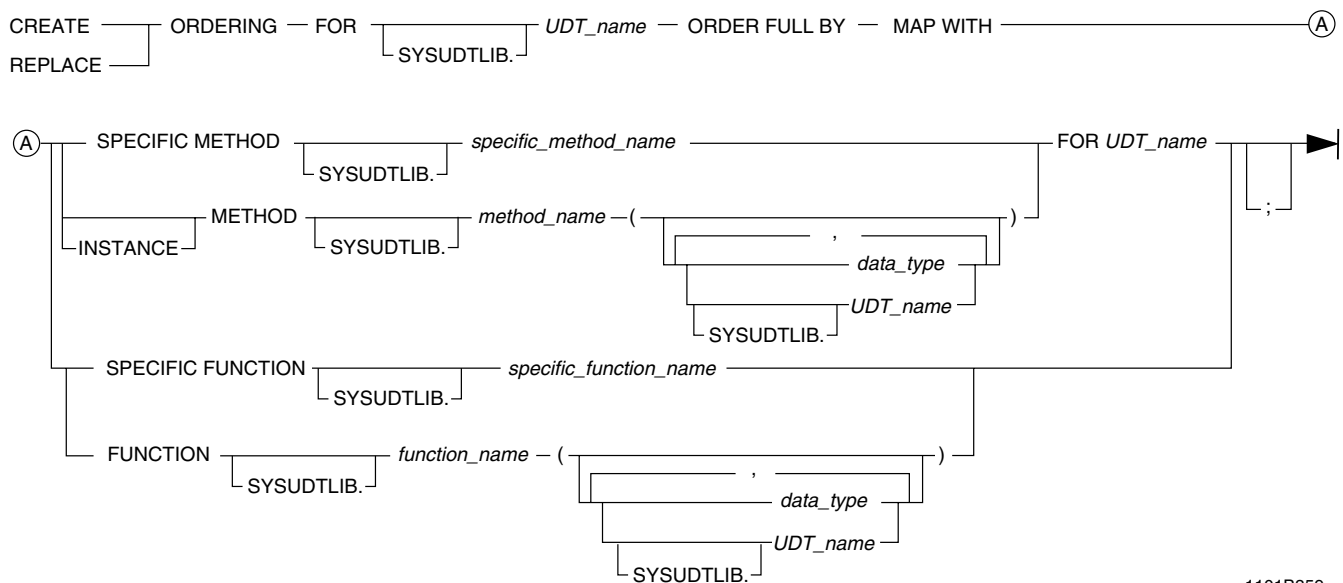 CREATE ORDERING FOR UDT_name ORDER FULL BY MAP WITH A
REPLACE SYSUDTLIB.
A SPECIFIC METHOD specific_method_name FOR UDT_name
SYSUDTLIB. ;
METHOD method_name ( )
INSTANCE SYSUDTLIB. ,
data_type
UDT_name
SYSUDTLIB.
SPECIFIC FUNCTION specific_function_name
SYSUDTLIB.
FUNCTION function_name ( )
SYSUDTLIB. ,
data_type
UDT_name
SYSUDTLIB.